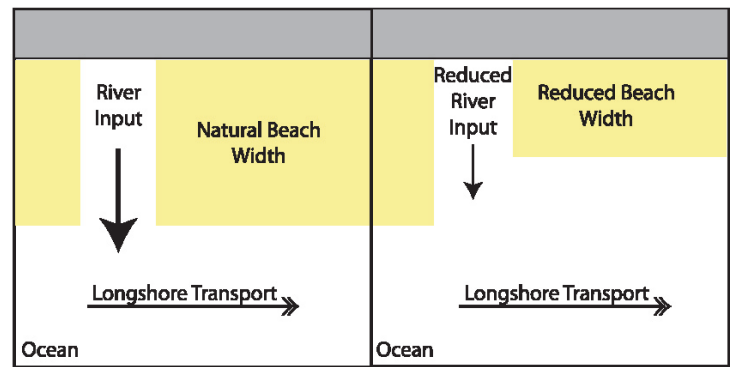 River
Input
Natural Beach
Width
Longshore Transport
Ocean
Reduced
River
Input
Reduced Beach
Width
Longshore Transport
Ocean